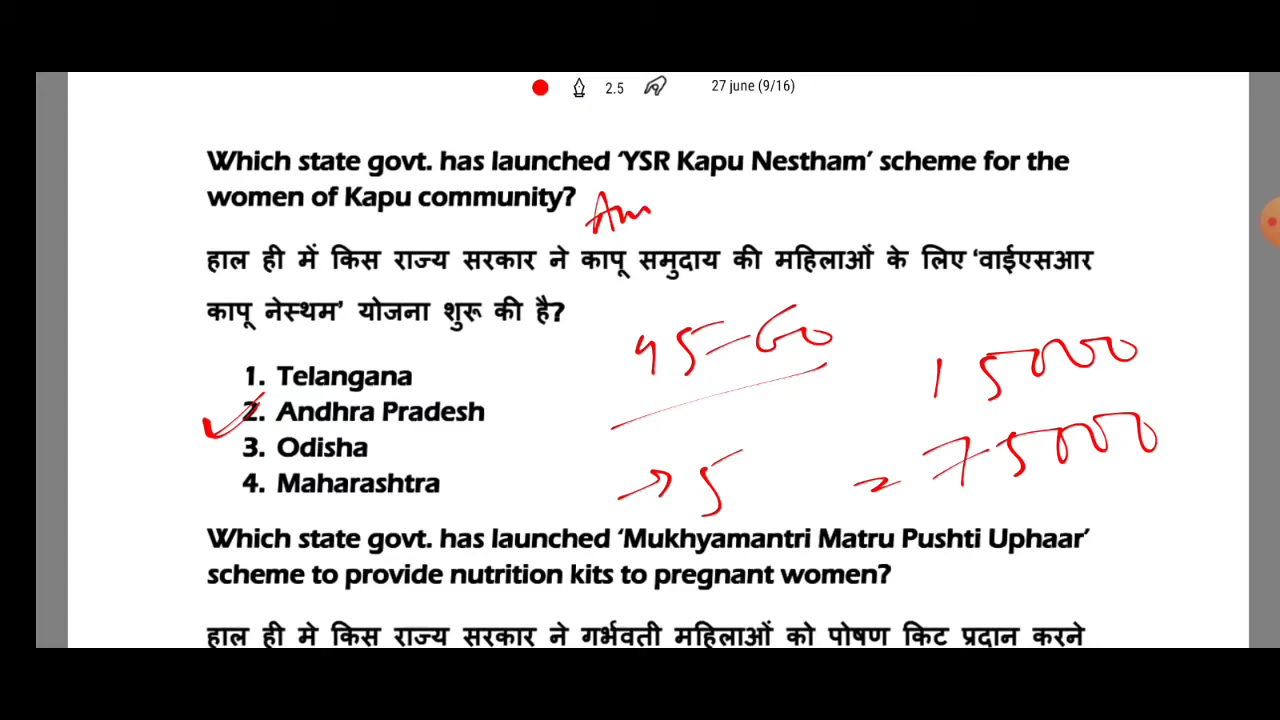 2.5 27 june (9/16)
Which state govt. has launched ‘YSR Kapu Nestham’ scheme for the
women of Kapu community?
Ans
हाल ही में किस राज्य सरकार ने कापू समुदाय की महिलाओं के लिए ‘वाईएसआर
कापू नेस्थम’ योजना शुरू की है?
45-60
15000
1. Telangana
2. Andhra Pradesh
3. Odisha
→ 5 = 75000
4. Maharashtra
Which state govt. has launched ‘Mukhyamantri Matru Pushti Uphaar’
scheme to provide nutrition kits to pregnant women?
हाल ही मे किस राज्य सरकार ने गर्भवती महिलाओं को पोषण किट प्रदान करने